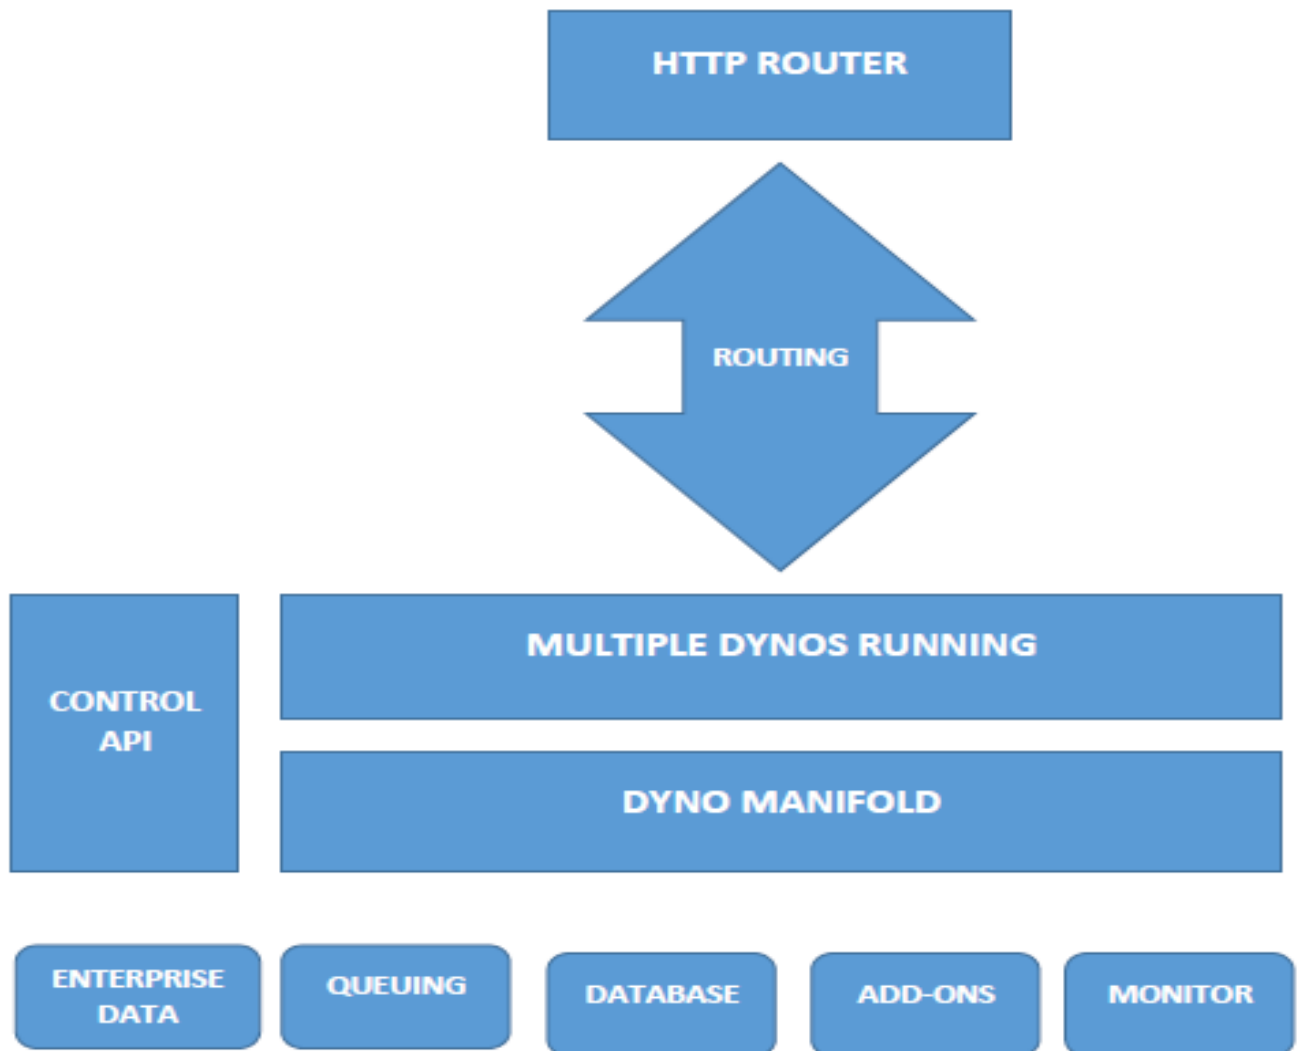 HTTP ROUTER
ROUTING
CONTROL
API
MULTIPLE DYNOS RUNNING
DYNO MANIFOLD
ENTERPRISE
DATA
QUEUING
DATABASE
ADD-ONS
MONITOR